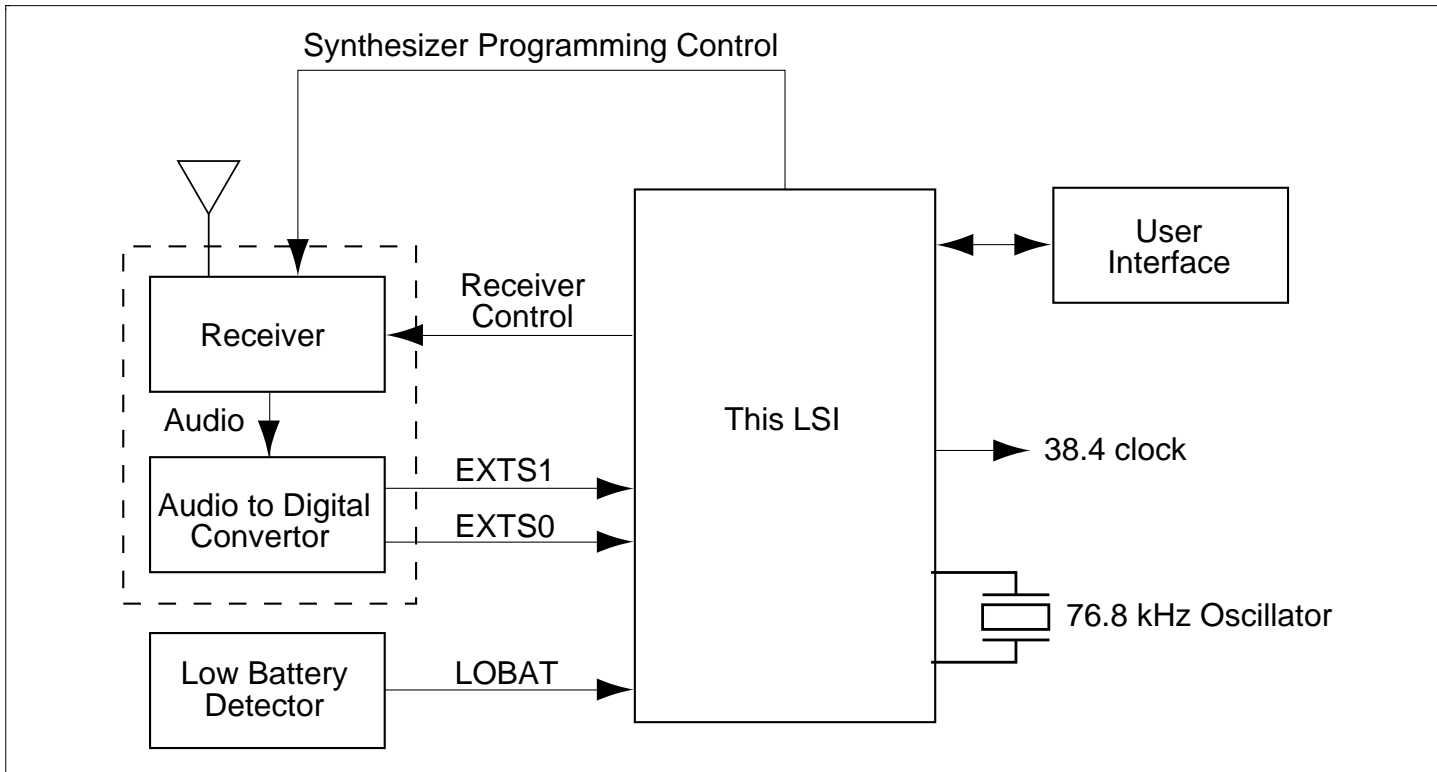 Synthesizer Programming Control
User
Interface
Receiver
Control
Receiver
This LSI
Audio
38.4 clock
EXTS1
Audio to Digital
Convertor
EXTS0
76.8 kHz Oscillator
Low Battery
Detector
LOBAT